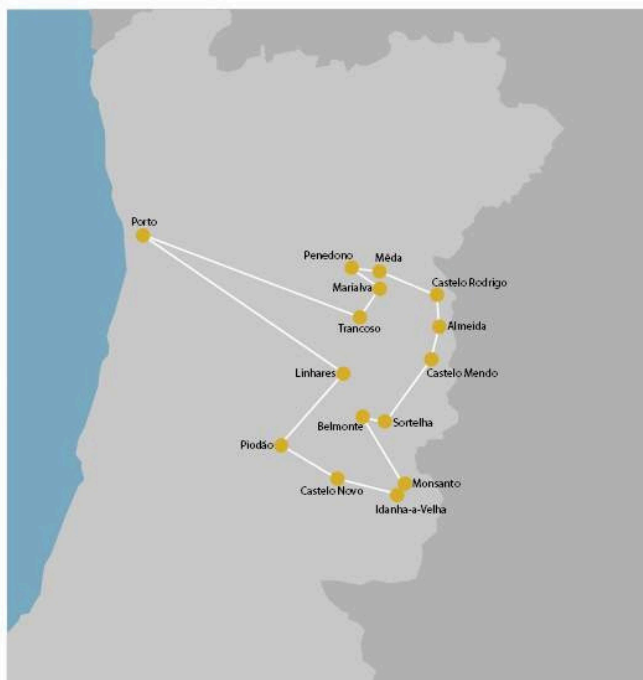 Porto
Penedono
Mêda
Marialva
Castelo Rodrigo
Trancoso
Almeida
Linhares
Castelo Mendo
Belmonte
Sortelha
Piodão
Castelo Novo
Monsanto
Idanha-a-Velha